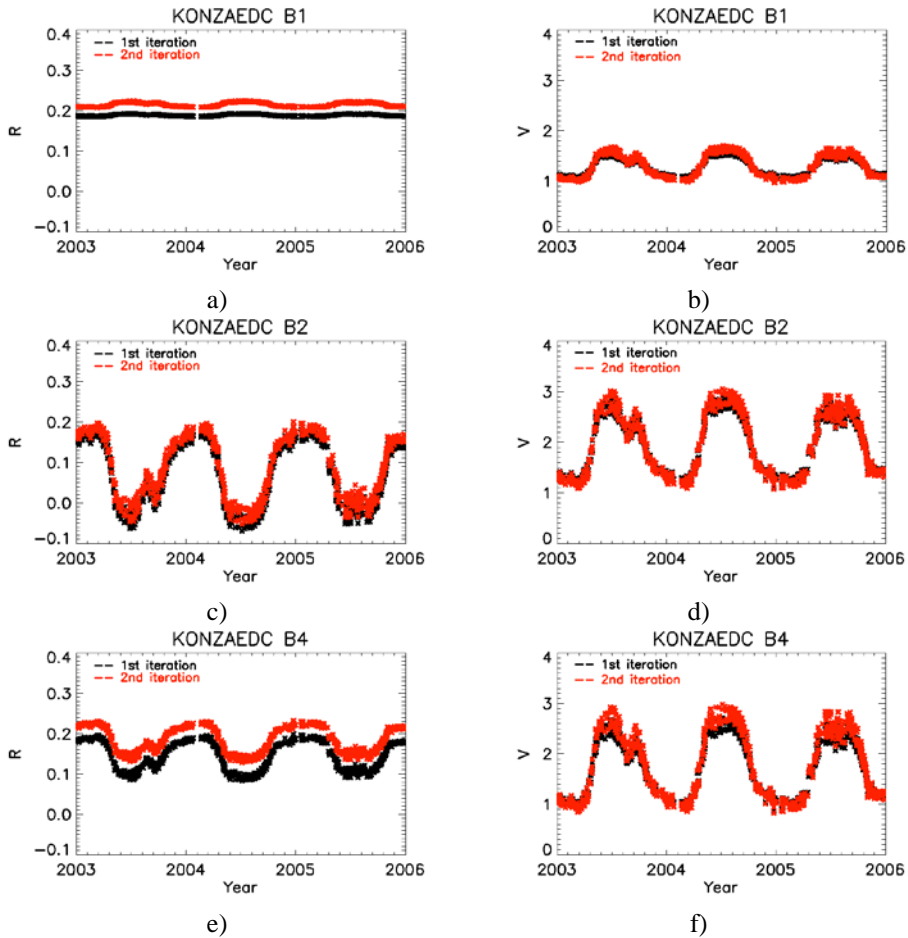 KONZAEDC B1
1st iteration
2nd iteration
0.4
0.3
0.2
0.1
0.0
−0.1
R
2003 2004 2005 2006
Year
a)
KONZAEDC B1
1st iteration
2nd iteration
4
3
2
1
0
V
2003 2004 2005 2006
Year
b)
KONZAEDC B2
1st iteration
2nd iteration
0.4
0.3
0.2
0.1
0.0
−0.1
R
2003 2004 2005 2006
Year
c)
KONZAEDC B2
1st iteration
2nd iteration
4
3
2
1
0
V
2003 2004 2005 2006
Year
d)
KONZAEDC B4
1st iteration
2nd iteration
0.4
0.3
0.2
0.1
0.0
−0.1
R
2003 2004 2005 2006
Year
e)
KONZAEDC B4
1st iteration
2nd iteration
4
3
2
1
0
V
2003 2004 2005 2006
Year
f)